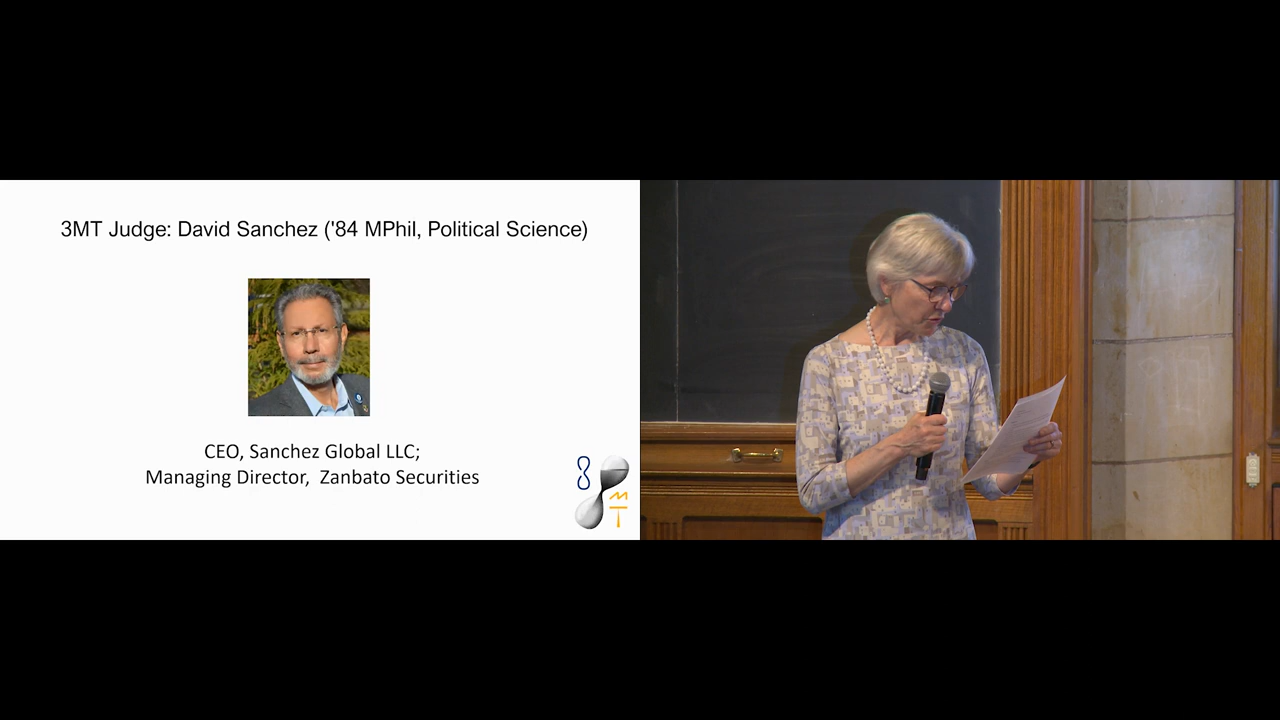 3MT Judge: David Sanchez ('84 MPhil, Political Science)
CEO, Sanchez Global LLC;
Managing Director,  Zanbato Securities